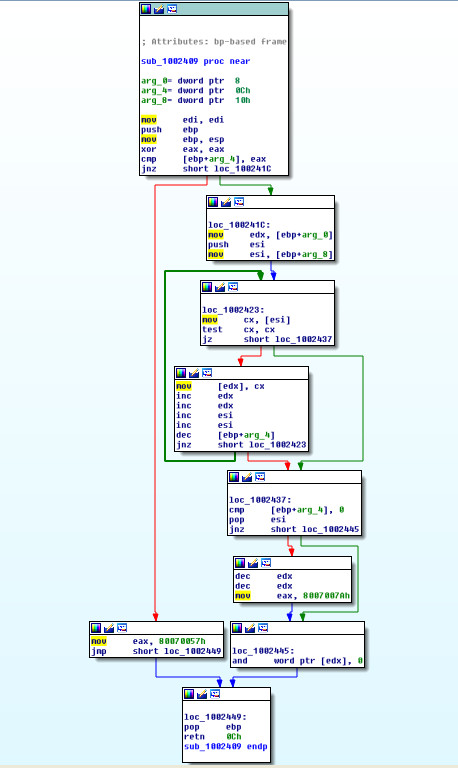 ; Attributes: bp-based frame
sub_1002409 proc near
arg_0= dword ptr 8
arg_4= dword ptr 0Ch
arg_8= dword ptr 10h
mov edi, edi
push ebp
mov ebp, esp
xor eax, eax
cmp [ebp+arg_4], eax
jnz short loc_100241C
loc_100241C:
mov edx, [ebp+arg_0]
push esi
mov esi, [ebp+arg_8]
loc_1002423:
mov cx, [esi]
test cx, cx
jz short loc_1002437
mov [edx], cx
inc edx
inc edx
inc esi
inc esi
dec [ebp+arg_4]
jnz short loc_1002423
loc_1002437:
cmp [ebp+arg_4], 0
pop esi
jnz short loc_1002445
dec edx
dec edx
mov eax, 8007007Ah
mov eax, 80070057h
jmp short loc_1002449
loc_1002445:
and word ptr [edx], 0
loc_1002449:
pop ebp
retn 0Ch
sub_1002409 endp